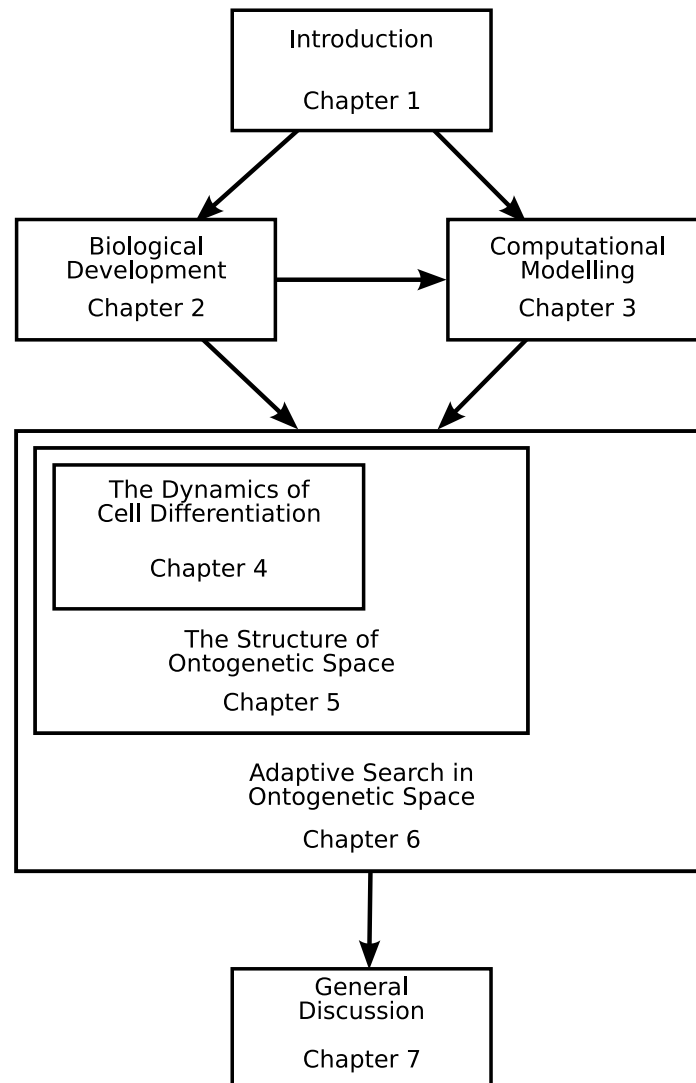 Introduction
Chapter 1
Biological
Development
Chapter 2
Computational
Modelling
Chapter 3
The Dynamics of
Cell Differentiation
Chapter 4
The Structure of
Ontogenetic Space
Chapter 5
Adaptive Search in
Ontogenetic Space
Chapter 6
General
Discussion
Chapter 7